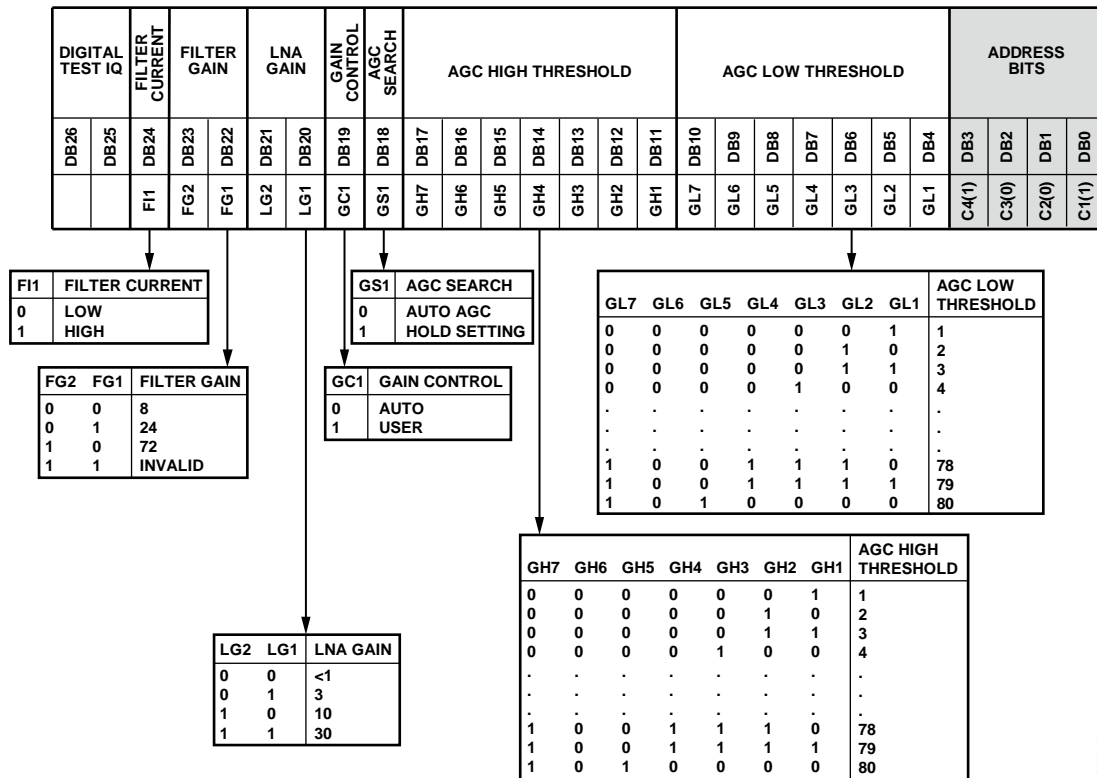 DIGITAL TEST IQ
FILTER CURRENT
FILTER GAIN
LNA GAIN
GAIN CONTROL
AGC SEARCH
AGC HIGH THRESHOLD
AGC LOW THRESHOLD
ADDRESS BITS
DB26 DB25 DB24 DB23 DB22 DB21 DB20 DB19 DB18 DB17 DB16 DB15 DB14 DB13 DB12 DB11 DB10 DB9 DB8 DB7 DB6 DB5 DB4 DB3 DB2 DB1 DB0
FI1 FG2 FG1 LG2 LG1 GC1 GS1 GH7 GH6 GH5 GH4 GH3 GH2 GH1 GL7 GL6 GL5 GL4 GL3 GL2 GL1 C4(1) C3(0) C2(0) C1(1)
FI1 FILTER CURRENT
0 LOW
1 HIGH
GS1 AGC SEARCH
0 AUTO AGC
1 HOLD SETTING
FG2 FG1 FILTER GAIN
0 0 8
0 1 24
1 0 72
1 1 INVALID
GC1 GAIN CONTROL
0 AUTO
1 USER
GL7 GL6 GL5 GL4 GL3 GL2 GL1 AGC LOW THRESHOLD
0 0 0 0 0 0 1 1
0 0 0 0 0 1 0 2
0 0 0 0 0 1 1 3
0 0 0 0 1 0 0 4
. . . . . . . .
. . . . . . . .
. . . . . . . .
1 0 0 1 1 1 0 78
1 0 0 1 1 1 1 79
1 0 1 0 0 0 0 80
GH7 GH6 GH5 GH4 GH3 GH2 GH1 AGC HIGH THRESHOLD
0 0 0 0 0 0 1 1
0 0 0 0 0 1 0 2
0 0 0 0 0 1 1 3
0 0 0 0 1 0 0 4
. . . . . . . .
. . . . . . . .
. . . . . . . .
1 0 0 1 1 1 0 78
1 0 0 1 1 1 1 79
1 0 1 0 0 0 0 80
LG2 LG1 LNA GAIN
0 0 <1
0 1 3
1 0 10
1 1 30